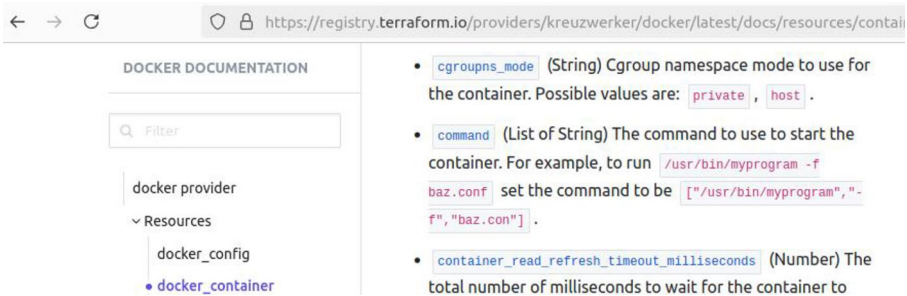 https://registry.terraform.io/providers/kreuzwerker/docker/latest/docs/resources/contai
DOCKER DOCUMENTATION
Filter
docker provider
Resources
docker_config
docker_container
cgroupns_mode (String) Cgroup namespace mode to use for
the container. Possible values are: private , host .
command (List of String) The command to use to start the
container. For example, to run /usr/bin/myprogram -f
baz.conf set the command to be ["/usr/bin/myprogram","-
f","baz.con"] .
container_read_refresh_timeout_milliseconds (Number) The
total number of milliseconds to wait for the container to